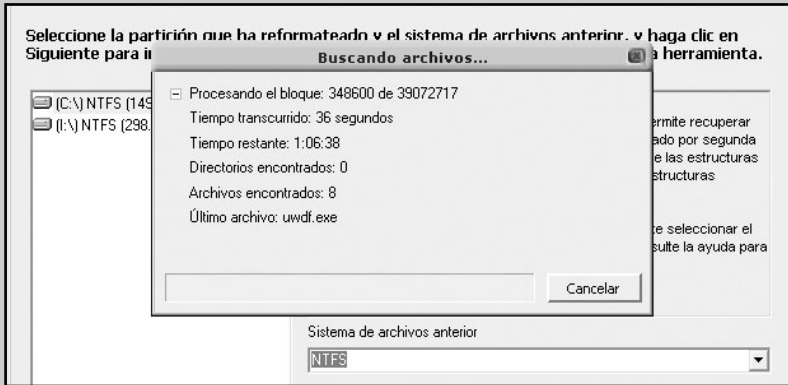 Seleccione la partición que ha reformateado y el sistema de archivos anterior, y haga clic en
Siguiente para a herramienta.
Buscando archivos...
Procesando el bloque: 348600 de 39072717
Tiempo transcurrido: 36 segundos
Tiempo restante: 1:06:38
Directorios encontrados: 0
Archivos encontrados: 8
Último archivo: uwdf.exe
Cancelar
(C:\) NTFS (149
(I:\) NTFS (298.
ermite recuperar
ado por segunda
e las estructuras
structuras
te seleccionar el
sulte la ayuda para
Sistema de archivos anterior
NTFS